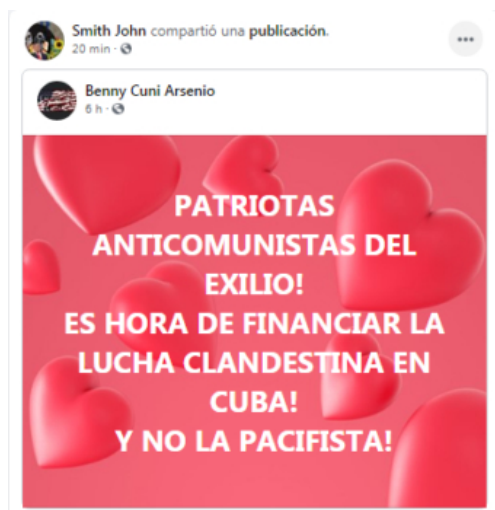 Smith John compartió una publicación.
20 min ·
Benny Cuni Arsenio
6 h ·
PATRIOTAS
ANTICOMUNISTAS DEL
EXILIO!
ES HORA DE FINANCIAR LA
LUCHA CLANDESTINA EN
CUBA!
Y NO LA PACIFISTA!